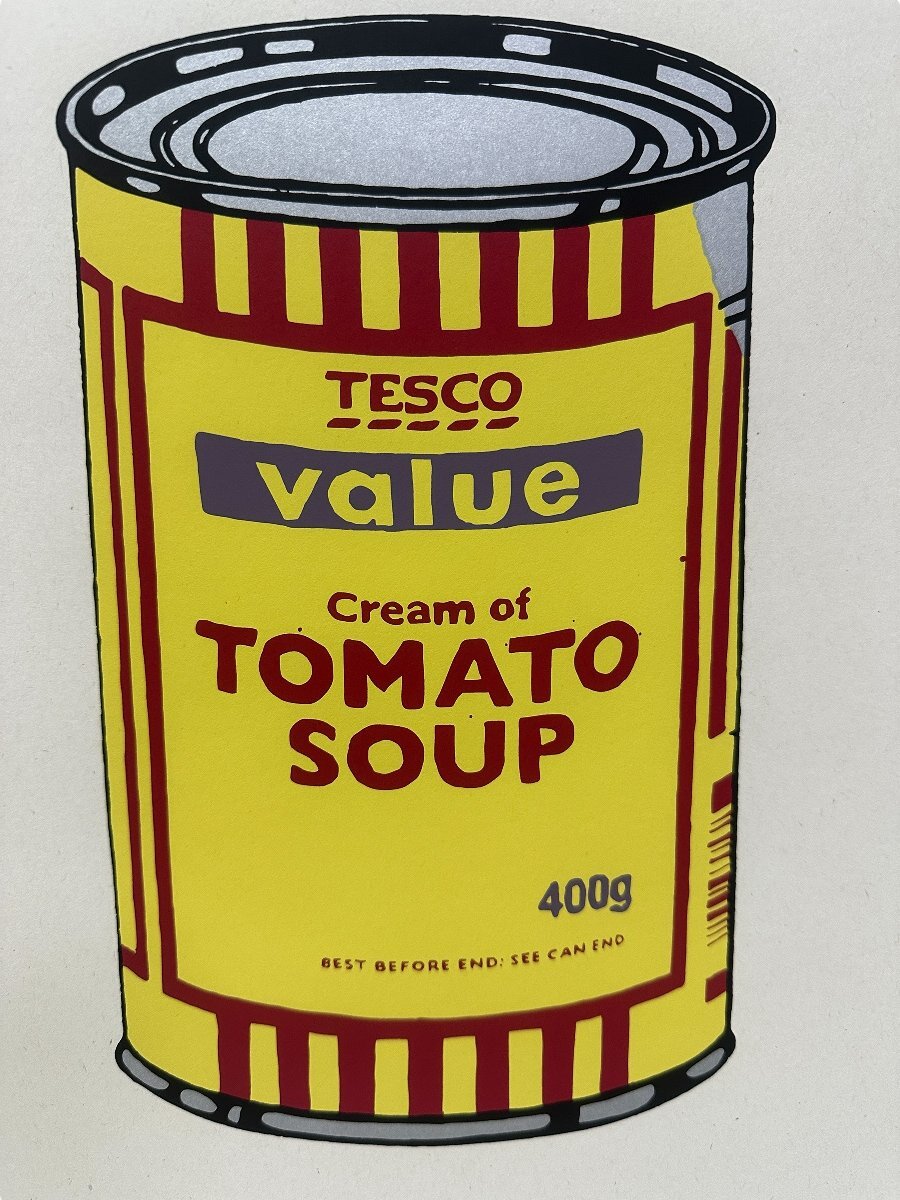 TESCO
value
Cream of
TOMATO
SOUP
400g
BEST BEFORE END: SEE CAN END